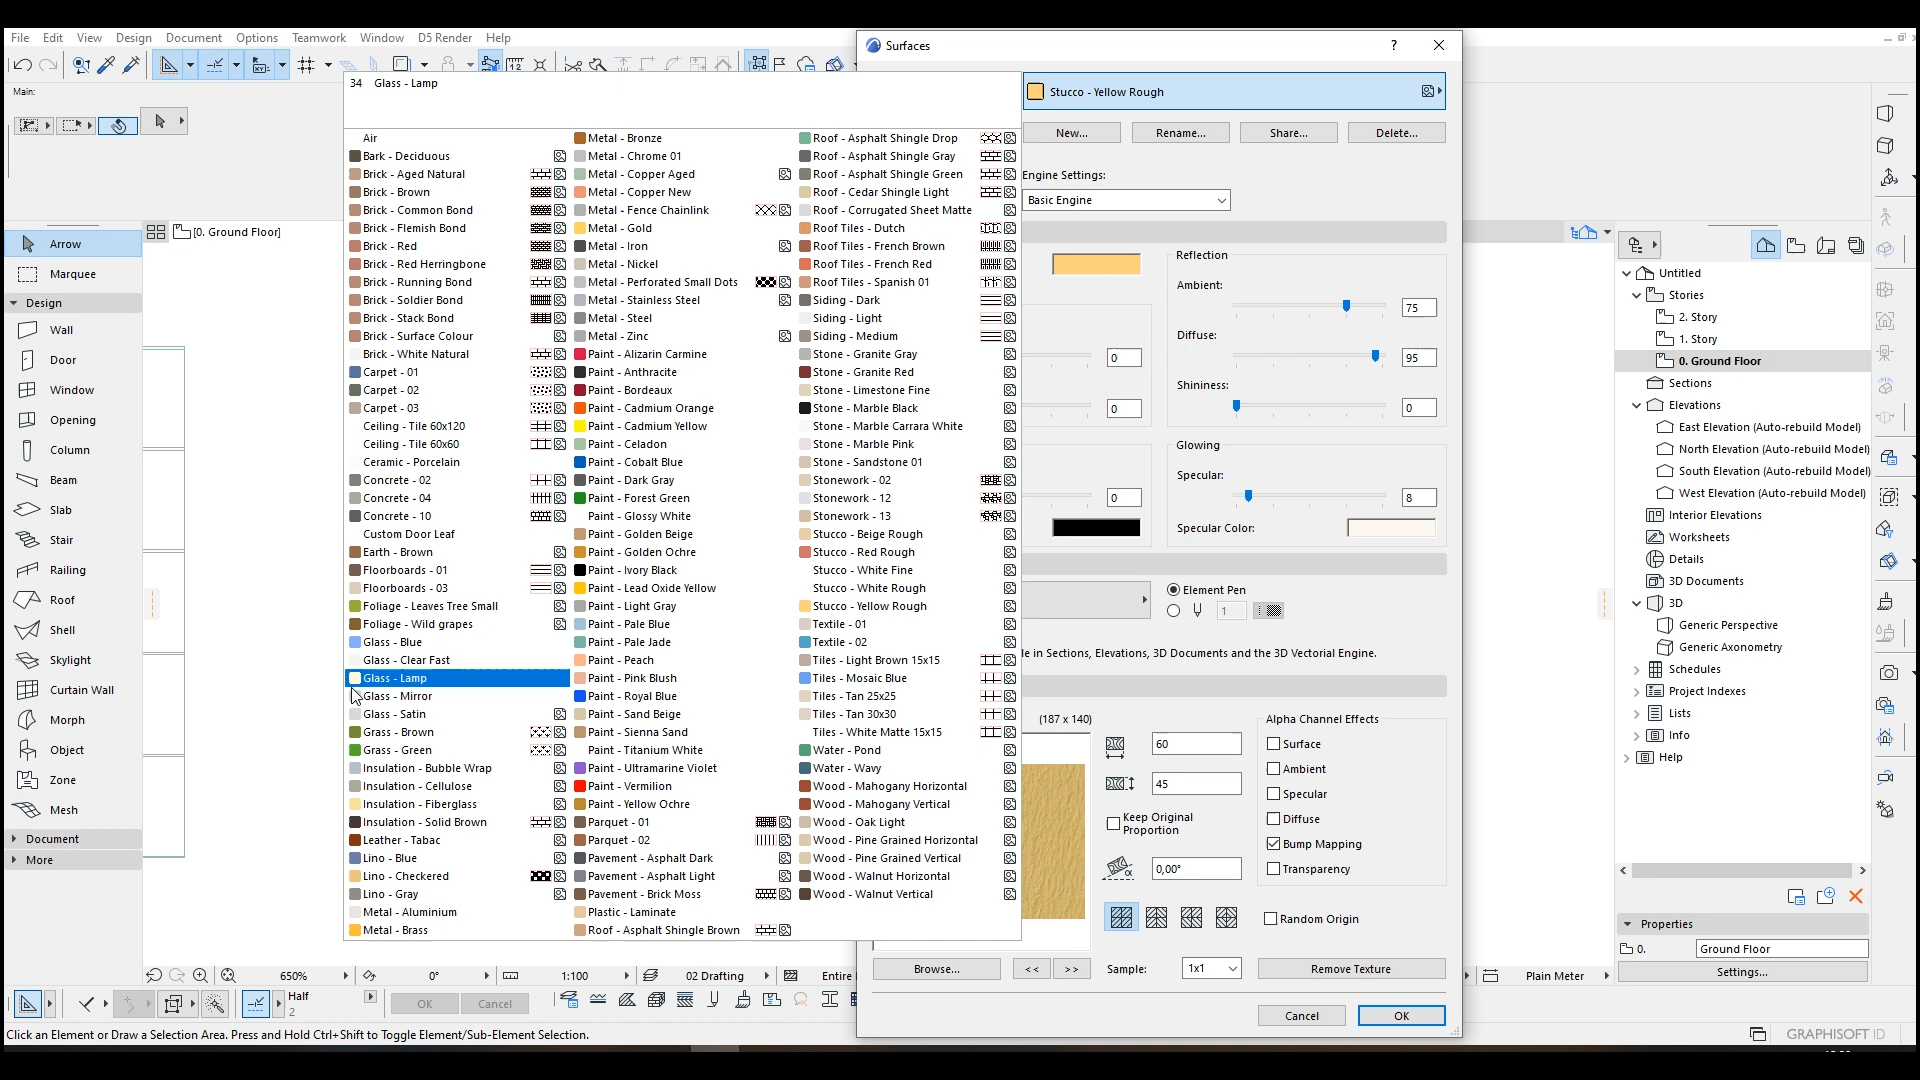 File Edit View Design Document Options Teamwork Window D5 Render Help
Main:
Surfaces
?
34 Glass - Lamp
Stucco - Yellow Rough
New... Rename... Share... Delete...
Engine Settings:
Basic Engine
[0. Ground Floor]
Arrow
Marquee
Design
Wall
Door
Window
Opening
Column
Beam
Slab
Stair
Railing
Roof
Shell
Skylight
Curtain Wall
Morph
Object
Zone
Mesh
Document
More
Air
Bark - Deciduous
Brick - Aged Natural
Brick - Brown
Brick - Common Bond
Brick - Flemish Bond
Brick - Red
Brick - Red Herringbone
Brick - Running Bond
Brick - Soldier Bond
Brick - Stack Bond
Brick - Surface Colour
Brick - White Natural
Carpet - 01
Carpet - 02
Carpet - 03
Ceiling - Tile 60x120
Ceiling - Tile 60x60
Ceramic - Porcelain
Concrete - 02
Concrete - 04
Concrete - 10
Custom Door Leaf
Earth - Brown
Floorboards - 01
Floorboards - 03
Foliage - Leaves Tree Small
Foliage - Wild grapes
Glass - Blue
Glass - Clear Fast
Glass - Lamp
Glass - Mirror
Glass - Satin
Grass - Brown
Grass - Green
Insulation - Bubble Wrap
Insulation - Cellulose
Insulation - Fiberglass
Insulation - Solid Brown
Leather - Tabac
Lino - Blue
Lino - Checkered
Lino - Gray
Metal - Aluminium
Metal - Brass
Metal - Bronze
Metal - Chrome 01
Metal - Copper Aged
Metal - Copper New
Metal - Fence Chainlink
Metal - Gold
Metal - Iron
Metal - Nickel
Metal - Perforated Small Dots
Metal - Stainless Steel
Metal - Steel
Metal - Zinc
Paint - Alizarin Carmine
Paint - Anthracite
Paint - Bordeaux
Paint - Cadmium Orange
Paint - Cadmium Yellow
Paint - Celadon
Paint - Cobalt Blue
Paint - Dark Gray
Paint - Forest Green
Paint - Glossy White
Paint - Golden Beige
Paint - Golden Ochre
Paint - Ivory Black
Paint - Lead Oxide Yellow
Paint - Light Gray
Paint - Pale Blue
Paint - Pale Jade
Paint - Peach
Paint - Pink Blush
Paint - Royal Blue
Paint - Sand Beige
Paint - Sienna Sand
Paint - Titanium White
Paint - Ultramarine Violet
Paint - Vermilion
Paint - Yellow Ochre
Parquet - 01
Parquet - 02
Pavement - Asphalt Dark
Pavement - Asphalt Light
Pavement - Brick Moss
Plastic - Laminate
Roof - Asphalt Shingle Brown
Roof - Asphalt Shingle Drop
Roof - Asphalt Shingle Gray
Roof - Asphalt Shingle Green
Roof - Cedar Shingle Light
Roof - Corrugated Sheet Matte
Roof Tiles - Dutch
Roof Tiles - French Brown
Roof Tiles - French Red
Roof Tiles - Spanish 01
Siding - Dark
Siding - Light
Siding - Medium
Stone - Granite Gray
Stone - Granite Red
Stone - Limestone Fine
Stone - Marble Black
Stone - Marble Carrara White
Stone - Marble Pink
Stone - Sandstone 01
Stonework - 02
Stonework - 12
Stonework - 13
Stucco - Beige Rough
Stucco - Red Rough
Stucco - White Fine
Stucco - White Rough
Stucco - Yellow Rough
Textile - 01
Textile - 02
Tiles - Light Brown 15x15
Tiles - Mosaic Blue
Tiles - Tan 25x25
Tiles - Tan 30x30
Tiles - White Matte 15x15
Water - Pond
Water - Wavy
Wood - Mahogany Horizontal
Wood - Mahogany Vertical
Wood - Oak Light
Wood - Pine Grained Horizontal
Wood - Pine Grained Vertical
Wood - Walnut Horizontal
Wood - Walnut Vertical
0
0
0
Reflection
Ambient:
75
Diffuse:
95
Shininess:
0
Glowing
Specular:
8
Specular Color:
Element Pen
1
le in Sections, Elevations, 3D Documents and the 3D Vectorial Engine.
(187 x 140)
60
45
Keep Original
Proportion
0,00°
Alpha Channel Effects
Surface
Ambient
Specular
Diffuse
Bump Mapping
Transparency
Random Origin
Browse... << >> Sample: 1x1 Remove Texture
Cancel OK
Untitled
Stories
2. Story
1. Story
0. Ground Floor
Sections
Elevations
East Elevation (Auto-rebuild Model)
North Elevation (Auto-rebuild Model)
South Elevation (Auto-rebuild Model)
West Elevation (Auto-rebuild Model)
Interior Elevations
Worksheets
Details
3D Documents
3D
Generic Perspective
Generic Axonometry
Schedules
Project Indexes
Lists
Info
Help
Properties
0. Ground Floor
Settings...
650% 0° 1:100 02 Drafting Entire
Plain Meter
Half
2
OK Cancel
Click an Element or Draw a Selection Area. Press and Hold Ctrl+Shift to Toggle Element/Sub-Element Selection.
GRAPHISOFT ID